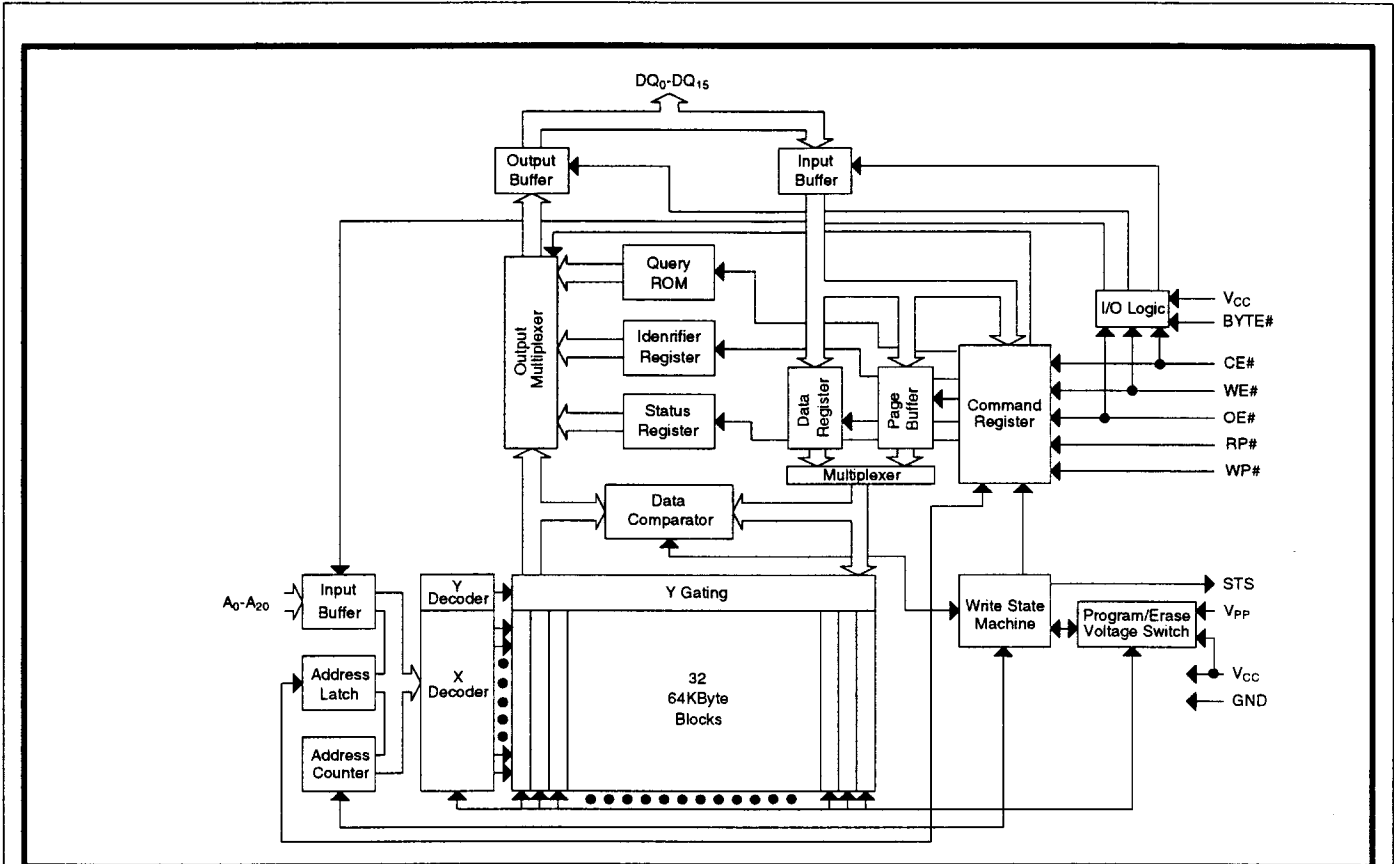 DQ0-DQ15
Output
Buffer
Input
Buffer
Output
Multiplexer
Query
ROM
Idenrifier
Register
Status
Register
Data
Register
Page
Buffer
Multiplexer
Command
Register
I/O Logic
VCC
BYTE#
CE#
WE#
OE#
RP#
WP#
Data
Comparator
A0-A20
Input
Buffer
Address
Latch
Address
Counter
Y
Decoder
X
Decoder
Y Gating
32
64KByte
Blocks
Write State
Machine
Program/Erase
Voltage Switch
STS
VPP
VCC
GND